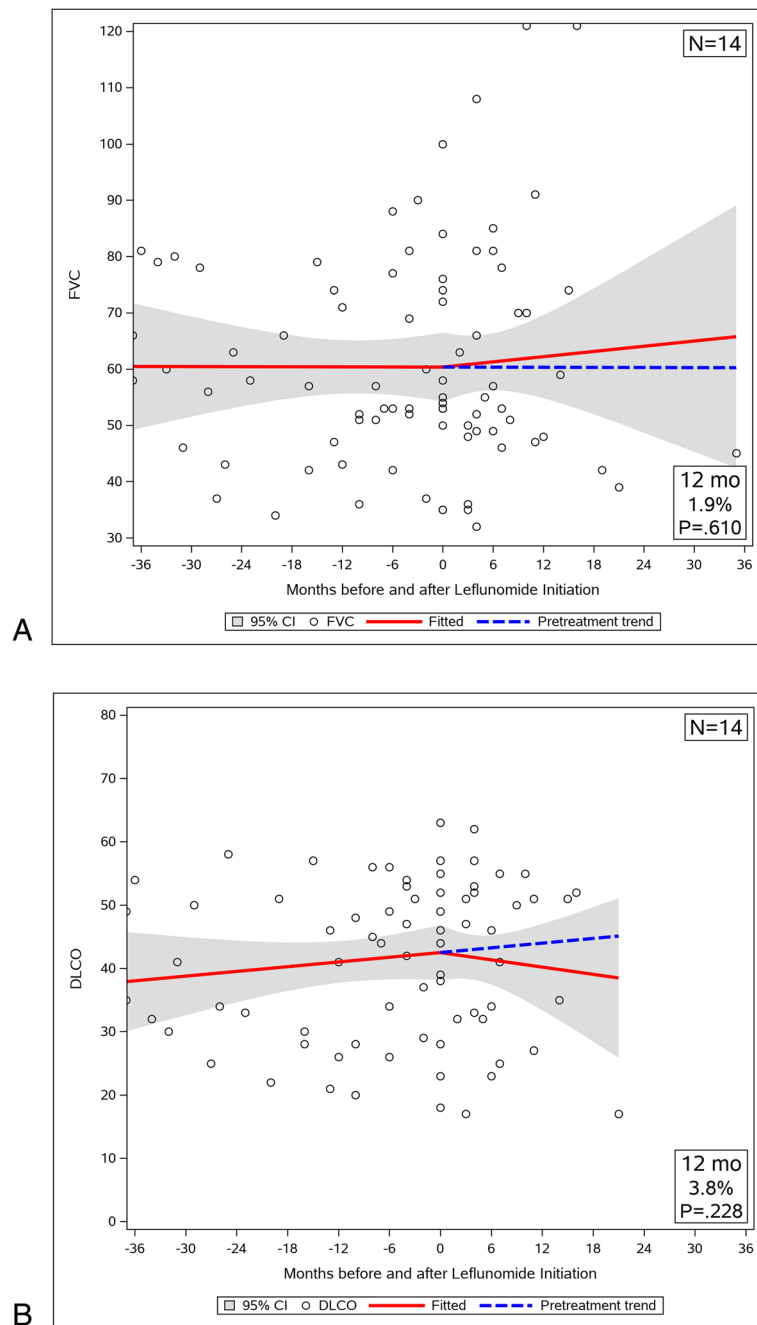 N=14
120
110
100
90
80
70
60
50
40
30
FVC
12 mo
1.9%
P=.610
-36 -30 -24 -18 -12 -6 0 6 12 18 24 30 36
Months before and after Leflunomide Initiation
95% CI FVC Fitted Pretreatment trend
A
N=14
80
70
60
50
40
30
20
10
0
DLCO
12 mo
3.8%
P=.228
-36 -30 -24 -18 -12 -6 0 6 12 18 24 30 36
Months before and after Leflunomide Initiation
95% CI DLCO Fitted Pretreatment trend
B